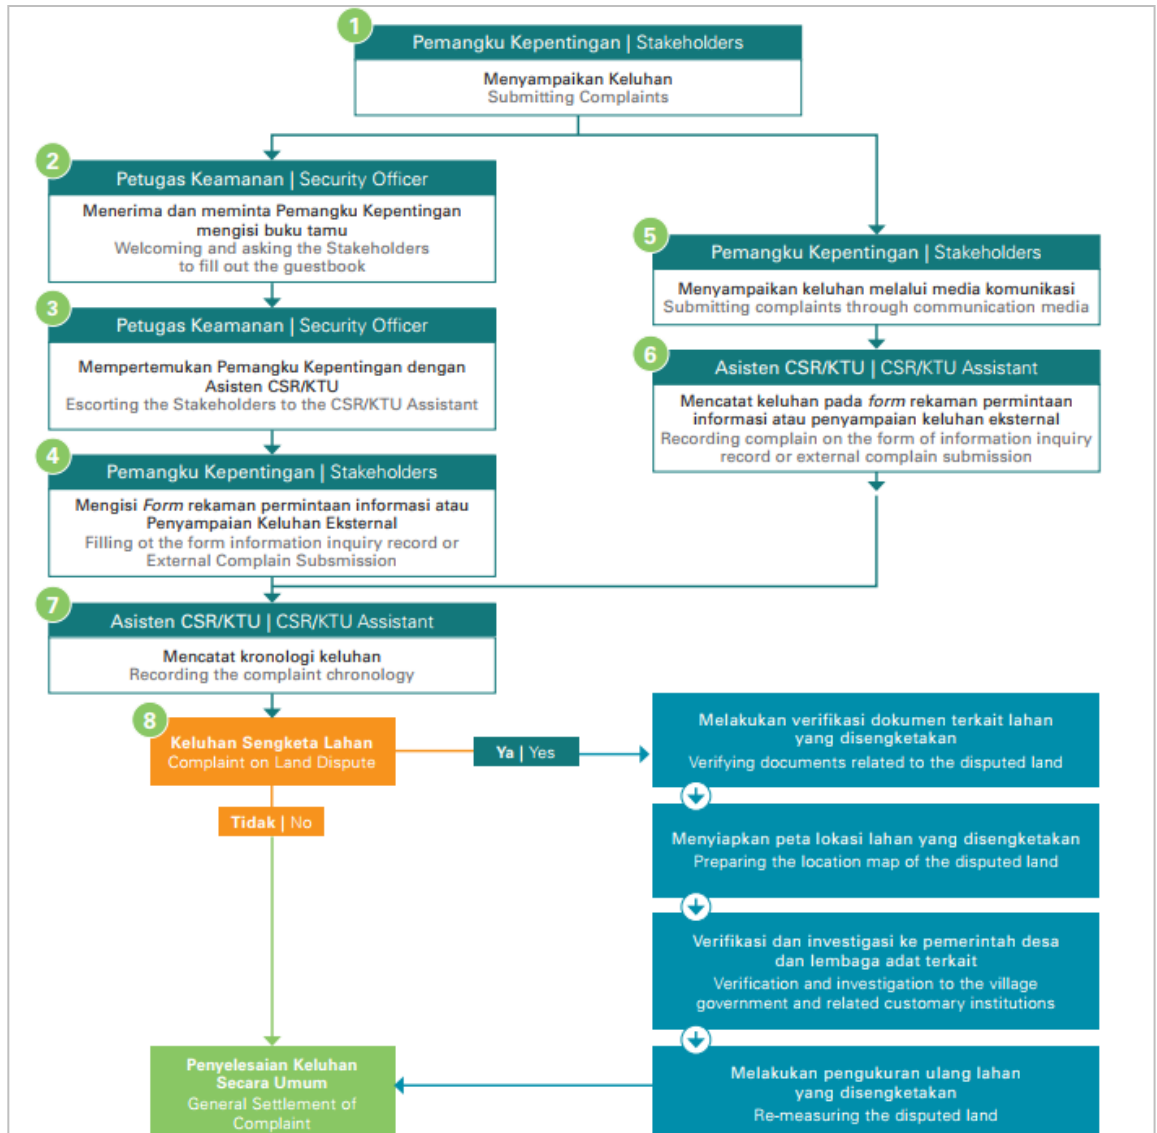 1
Pemangku Kepentingan | Stakeholders
Menyampaikan Keluhan
Submitting Complaints
2
Petugas Keamanan | Security Officer
Menerima dan meminta Pemangku Kepentingan
mengisi buku tamu
Welcoming and asking the Stakeholders
to fill out the guestbook
3
Petugas Keamanan | Security Officer
Mempertemukan Pemangku Kepentingan dengan
Asisten CSR/KTU
Escorting the Stakeholders to the CSR/KTU Assistant
4
Pemangku Kepentingan | Stakeholders
Mengisi Form rekaman permintaan informasi atau
Penyampaian Keluhan Eksternal
Filling ot the form information inquiry record or
External Complain Subsmission
5
Pemangku Kepentingan | Stakeholders
Menyampaikan keluhan melalui media komunikasi
Submitting complaints through communication media
6
Asisten CSR/KTU | CSR/KTU Assistant
Mencatat keluhan pada form rekaman permintaan
informasi atau penyampaian keluhan eksternal
Recording complain on the form of information inquiry
record or external complain submission
7
Asisten CSR/KTU | CSR/KTU Assistant
Mencatat kronologi keluhan
Recording the complaint chronology
8
Keluhan Sengketa Lahan
Complaint on Land Dispute
Ya | Yes
Tidak | No
Melakukan verifikasi dokumen terkait lahan
yang disengketakan
Verifying documents related to the disputed land
Menyiapkan peta lokasi lahan yang disengketakan
Preparing the location map of the disputed land
Verifikasi dan investigasi ke pemerintah desa
dan lembaga adat terkait
Verification and investigation to the village
government and related customary institutions
Melakukan pengukuran ulang lahan
yang disengketakan
Re-measuring the disputed land
Penyelesaian Keluhan
Secara Umum
General Settlement of
Complaint